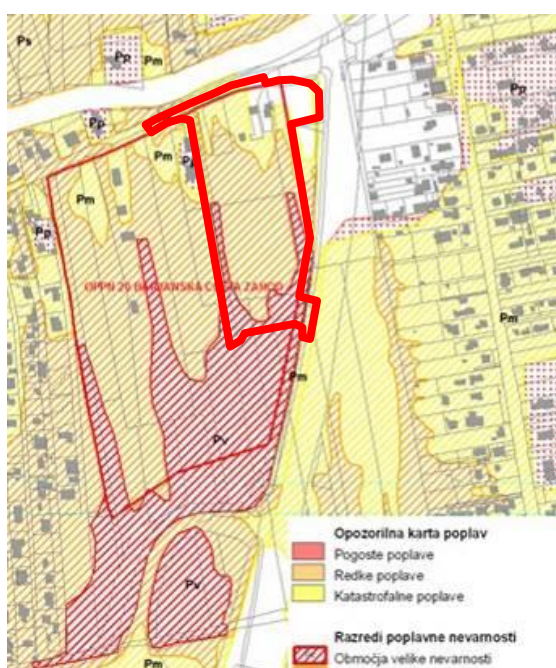 Ps
Pp
Pm
Pp
Pp
Pm
Pm
Pp
OPPN 20 BARJANSKA CESTA ZAHOD
Pm
Pm
Pv
Pv
Pm
Opozorilna karta poplav
Pogoste poplave
Redke poplave
Katastrofalne poplave
Razredi poplavne nevarnosti
Območja velike nevarnosti